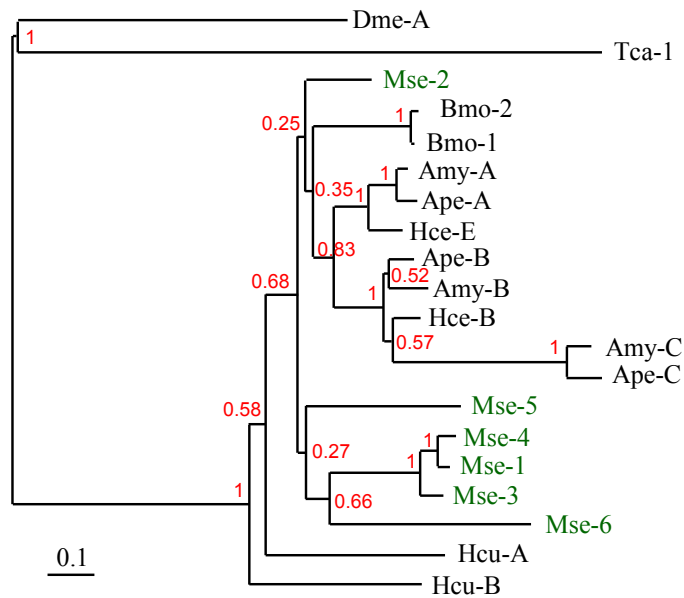 Dme-A
1
Tca-1
Mse-2
0.25
1
Bmo-2
Bmo-1
1
Amy-A
0.35
1
Ape-A
Hce-E
0.83
Ape-B
0.52
0.68
1
Amy-B
Hce-B
0.57
1
Amy-C
Ape-C
0.58
Mse-5
1
Mse-4
0.27
1
Mse-1
1
0.66
Mse-3
Mse-6
Hcu-A
0.1
Hcu-B